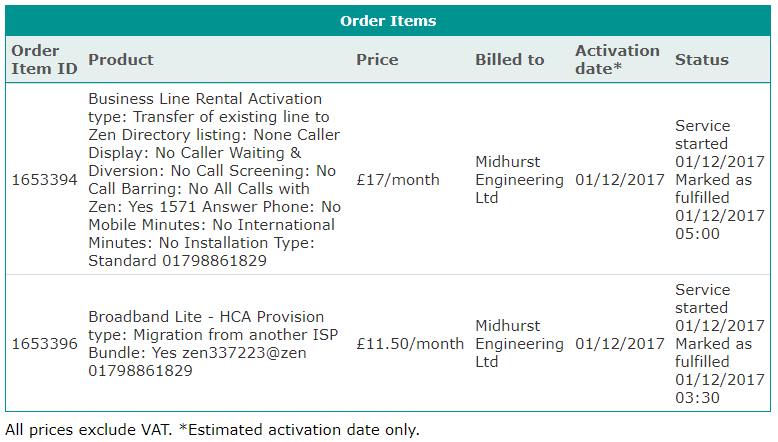 Order Items
Order
Item ID
Product
Price
Billed to
Activation
date*
Status
1653394
Business Line Rental Activation
type: Transfer of existing line to
Zen Directory listing: None Caller
Display: No Caller Waiting &
Diversion: No Call Screening: No
Call Barring: No All Calls with
Zen: Yes 1571 Answer Phone: No
Mobile Minutes: No International
Minutes: No Installation Type:
Standard 01798861829
£17/month
Midhurst
Engineering
Ltd
01/12/2017
Service
started
01/12/2017
Marked as
fulfilled
01/12/2017
05:00
1653396
Broadband Lite - HCA Provision
type: Migration from another ISP
Bundle: Yes zen337223@zen
01798861829
£11.50/month
Midhurst
Engineering
Ltd
01/12/2017
Service
started
01/12/2017
Marked as
fulfilled
01/12/2017
03:30
All prices exclude VAT. *Estimated activation date only.